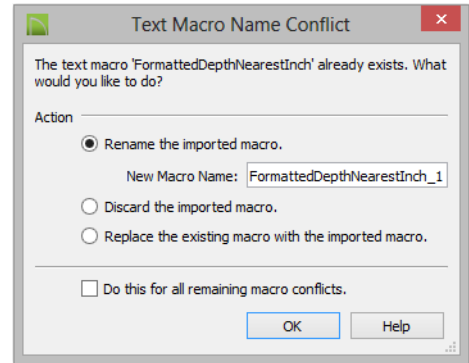 Text Macro Name Conflict
The text macro 'FormattedDepthNearestInch' already exists. What
would you like to do?
Action
Rename the imported macro.
New Macro Name: FormattedDepthNearestInch_1
Discard the imported macro.
Replace the existing macro with the imported macro.
Do this for all remaining macro conflicts.
OK Help